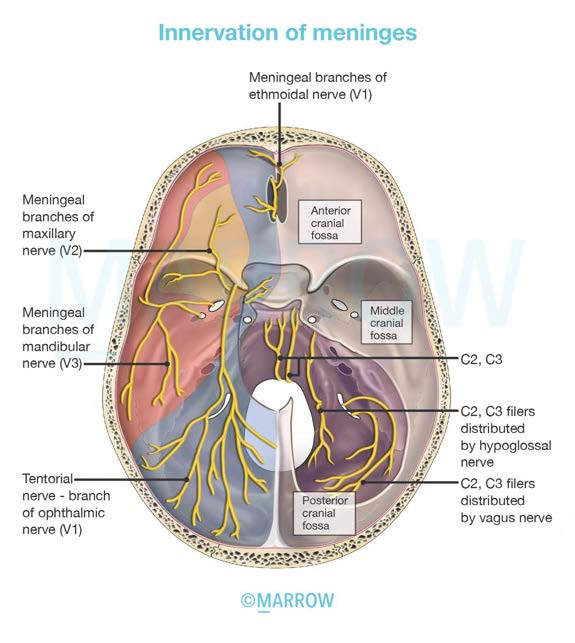 Innervation of meninges
Meningeal branches of
ethmoidal nerve (V1)
Meningeal
branches of
maxillary
nerve (V2)
Anterior
cranial
fossa
Meningeal
branches of
mandibular
nerve (V3)
Middle
cranial
fossa
C2, C3
C2, C3 filers
distributed
by hypoglossal
nerve
Tentorial
nerve - branch
of ophthalmic
nerve (V1)
Posterior
cranial
fossa
C2, C3 filers
distributed
by vagus nerve
MARROW
©MARROW